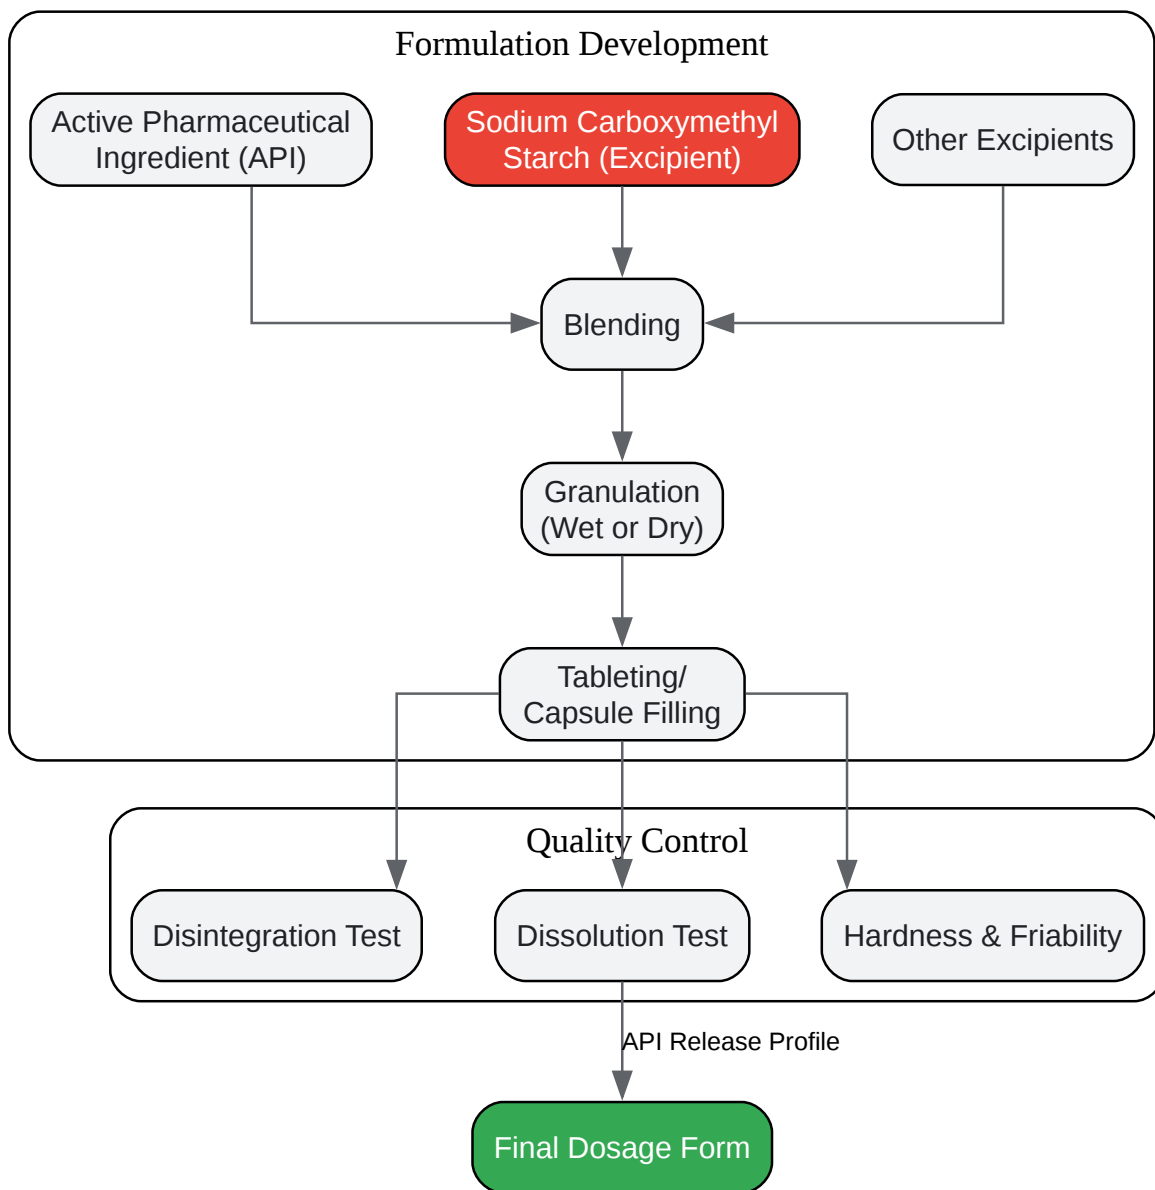 Formulation Development
Active Pharmaceutical
Ingredient (API)
Sodium Carboxymethyl
Starch (Excipient)
Other Excipients
Blending
Granulation
(Wet or Dry)
Tableting/
Capsule Filling
Quality Control
Disintegration Test
Dissolution Test
Hardness & Friability
API Release Profile
Final Dosage Form